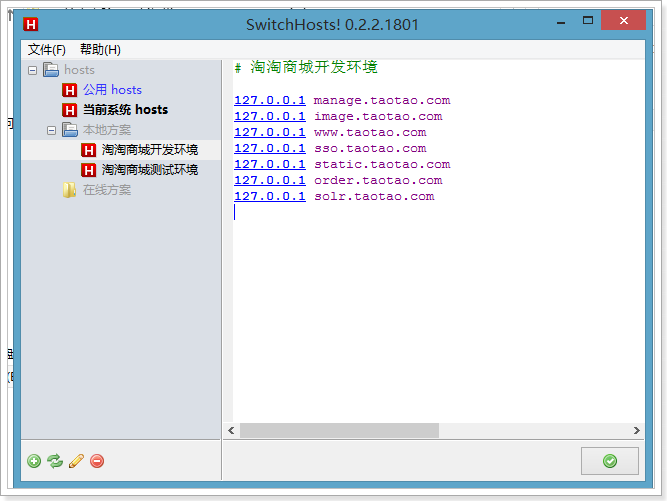 SwitchHosts! 0.2.2.1801
文件(F) 帮助(H)
hosts
公用 hosts
当前系统 hosts
本地方案
淘淘商城开发环境
淘淘商城测试环境
在线方案
# 淘淘商城开发环境
127.0.0.1 manage.taotao.com
127.0.0.1 image.taotao.com
127.0.0.1 www.taotao.com
127.0.0.1 sso.taotao.com
127.0.0.1 static.taotao.com
127.0.0.1 order.taotao.com
127.0.0.1 solr.taotao.com